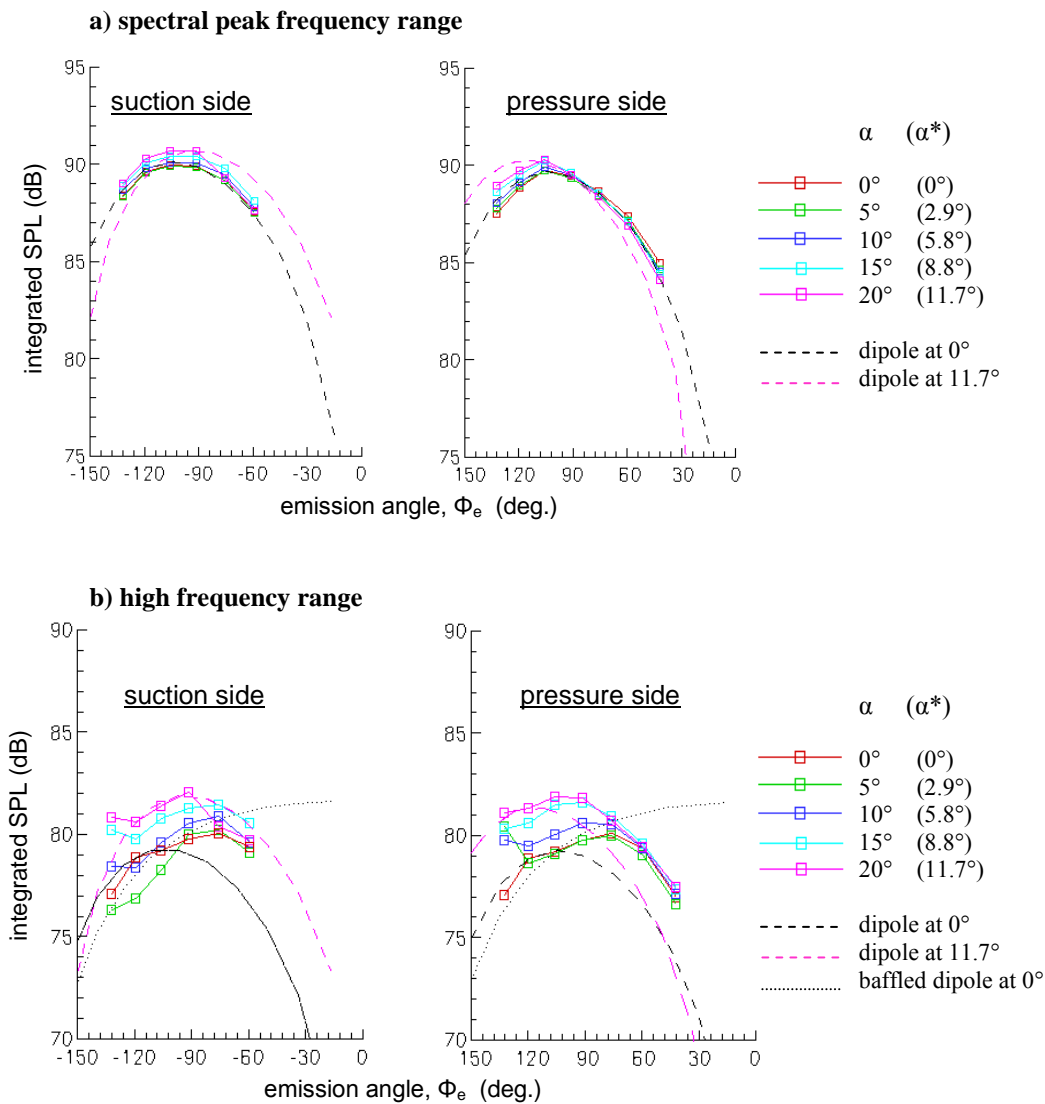 a) spectral peak frequency range
suction side
pressure side
integrated SPL (dB)
95
90
85
80
75
-150 -120 -90 -60 -30 0
95
90
85
80
75
150 120 90 60 30 0
emission angle, Φe (deg.)
α (α*)
0° (0°)
5° (2.9°)
10° (5.8°)
15° (8.8°)
20° (11.7°)
dipole at 0°
dipole at 11.7°
b) high frequency range
suction side
pressure side
integrated SPL (dB)
90
85
80
75
70
-150 -120 -90 -60 -30 0
90
85
80
75
70
150 120 90 60 30 0
emission angle, Φe (deg.)
α (α*)
0° (0°)
5° (2.9°)
10° (5.8°)
15° (8.8°)
20° (11.7°)
dipole at 0°
dipole at 11.7°
baffled dipole at 0°